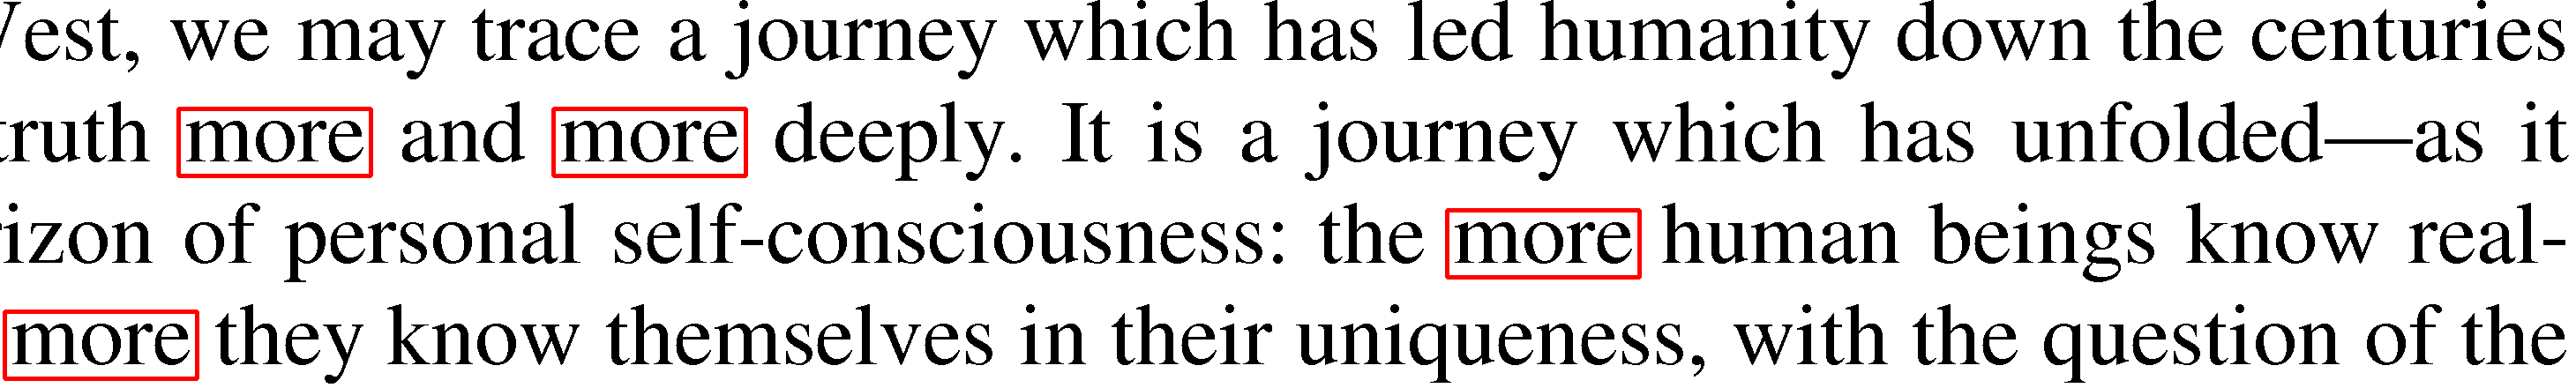 we may trace a journey which has led humanity down the centuries
truth more and more deeply. It is a journey which has unfolded—as it
of personal self-consciousness: the more human beings know real-
more they know themselves in their uniqueness, with the question of the